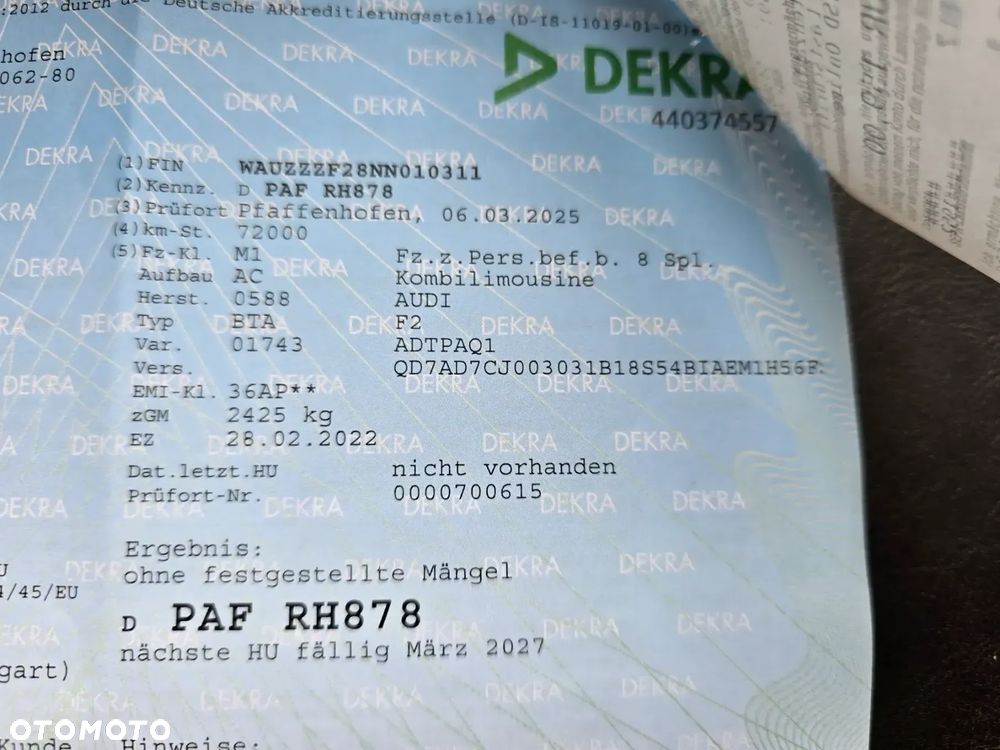 :2012 durch die Deutsche Akkreditierungsstelle (D-IS-11019-01-00)
hofen
062-80
DEKRA
440374557
(1) FIN WAUZZZF28NN010311
(2) Kennz. D PAF RH878
(3) Prüfort Pfaffenhofen, 06.03.2025
(4) km-St. 72000
(5) Fz-Kl. M1 Fz.z.Pers.bef.b. 8 Spl.
Aufbau AC Kombilimousine
Herst. 0588 AUDI
Typ BTA F2
Var. 01743 ADTPAQ1
Vers. QD7AD7CJ003031B18S54BIAEM1H56F
EMI-Kl. 36AP**
zGM 2425 kg
EZ 28.02.2022
Dat.letzt.HU nicht vorhanden
Prüfort-Nr. 0000700615
Ergebnis:
ohne festgestellte Mängel
U
4/45/EU
D PAF RH878
nächste HU fällig März 2027
gart)
Kunde
Hinweise:
OTOMOTO